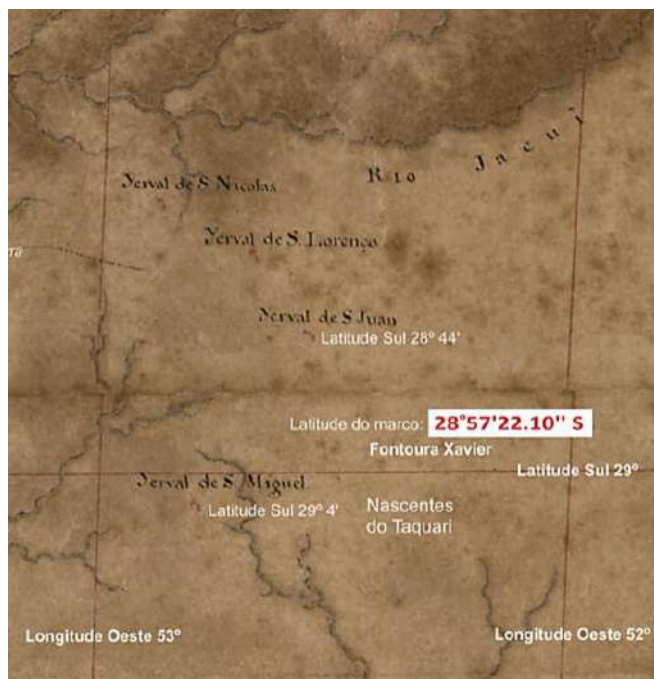 Yerval de S. Nicolas
Rio Jacui
Yerval de S. Lorenço
Yerval de S Juan
Latitude Sul 28º 44'
Latitude do marco: 28°57'22.10'' S
Fontoura Xavier
Latitude Sul 29º
Yerval de S. Miguel
Latitude Sul 29º 4'
Nascentes
do Taquari
Longitude Oeste 53º
Longitude Oeste 52º